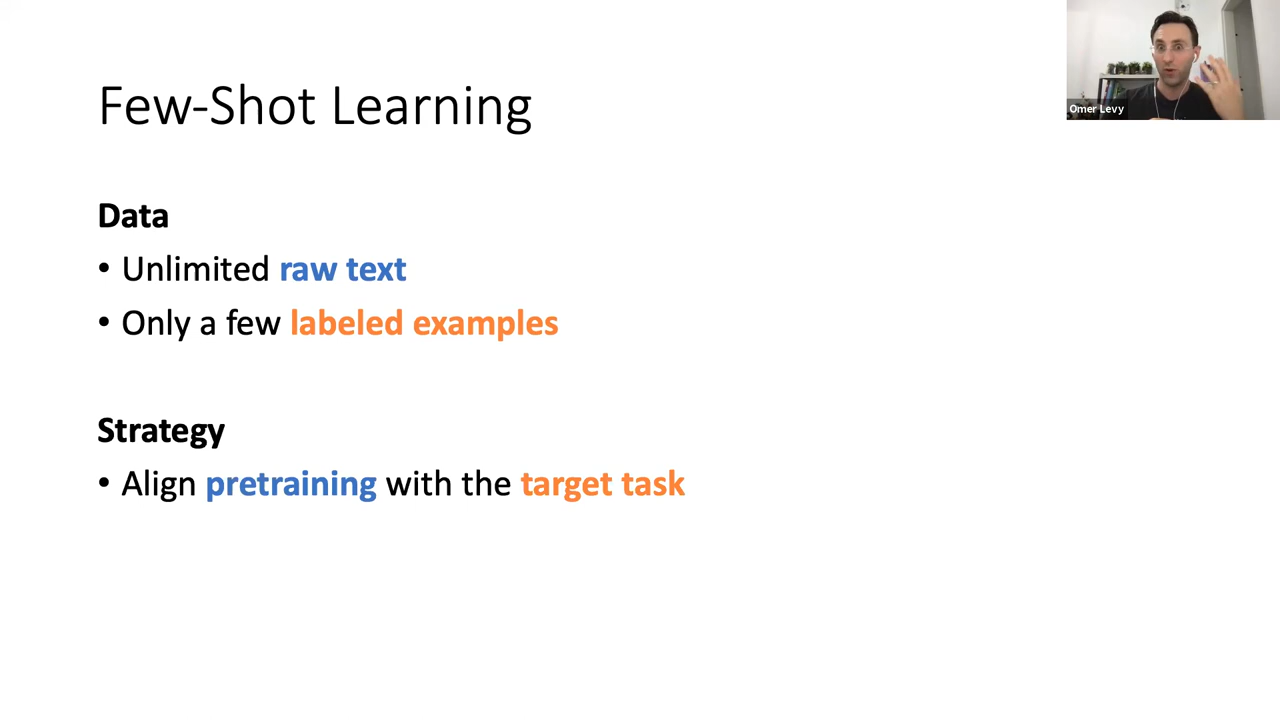 Few-Shot Learning
Omer Levy
Data
• Unlimited raw text
• Only a few labeled examples
Strategy
• Align pretraining with the target task